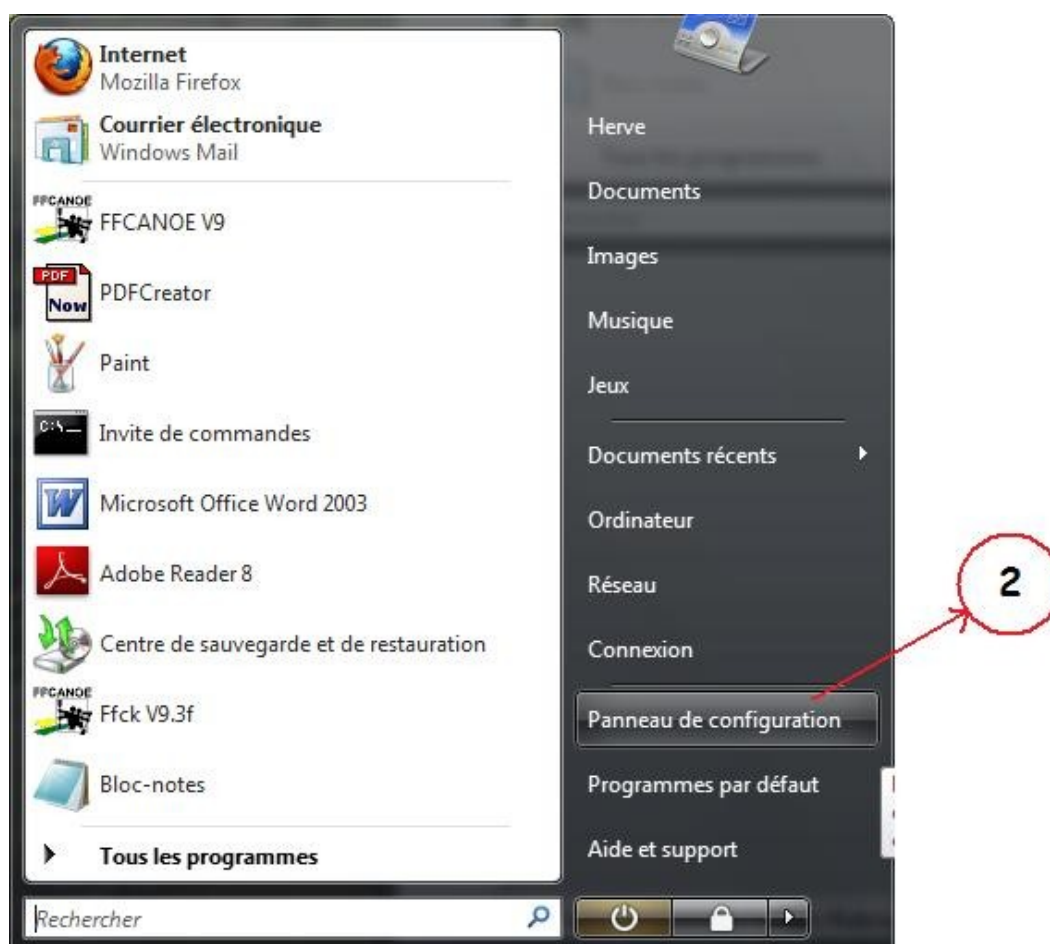 Internet
Mozilla Firefox
Courrier électronique
Windows Mail
FFCANOE
FFCANOE V9
PDF
Now
PDFCreator
Paint
C:\
Invite de commandes
W
Microsoft Office Word 2003
Adobe Reader 8
Centre de sauvegarde et de restauration
FFCANOE
Ffck V9.3f
Bloc-notes
Tous les programmes
Rechercher
Herve
Documents
Images
Musique
Jeux
Documents récents
Ordinateur
Réseau
Connexion
Panneau de configuration
Programmes par défaut
Aide et support
2